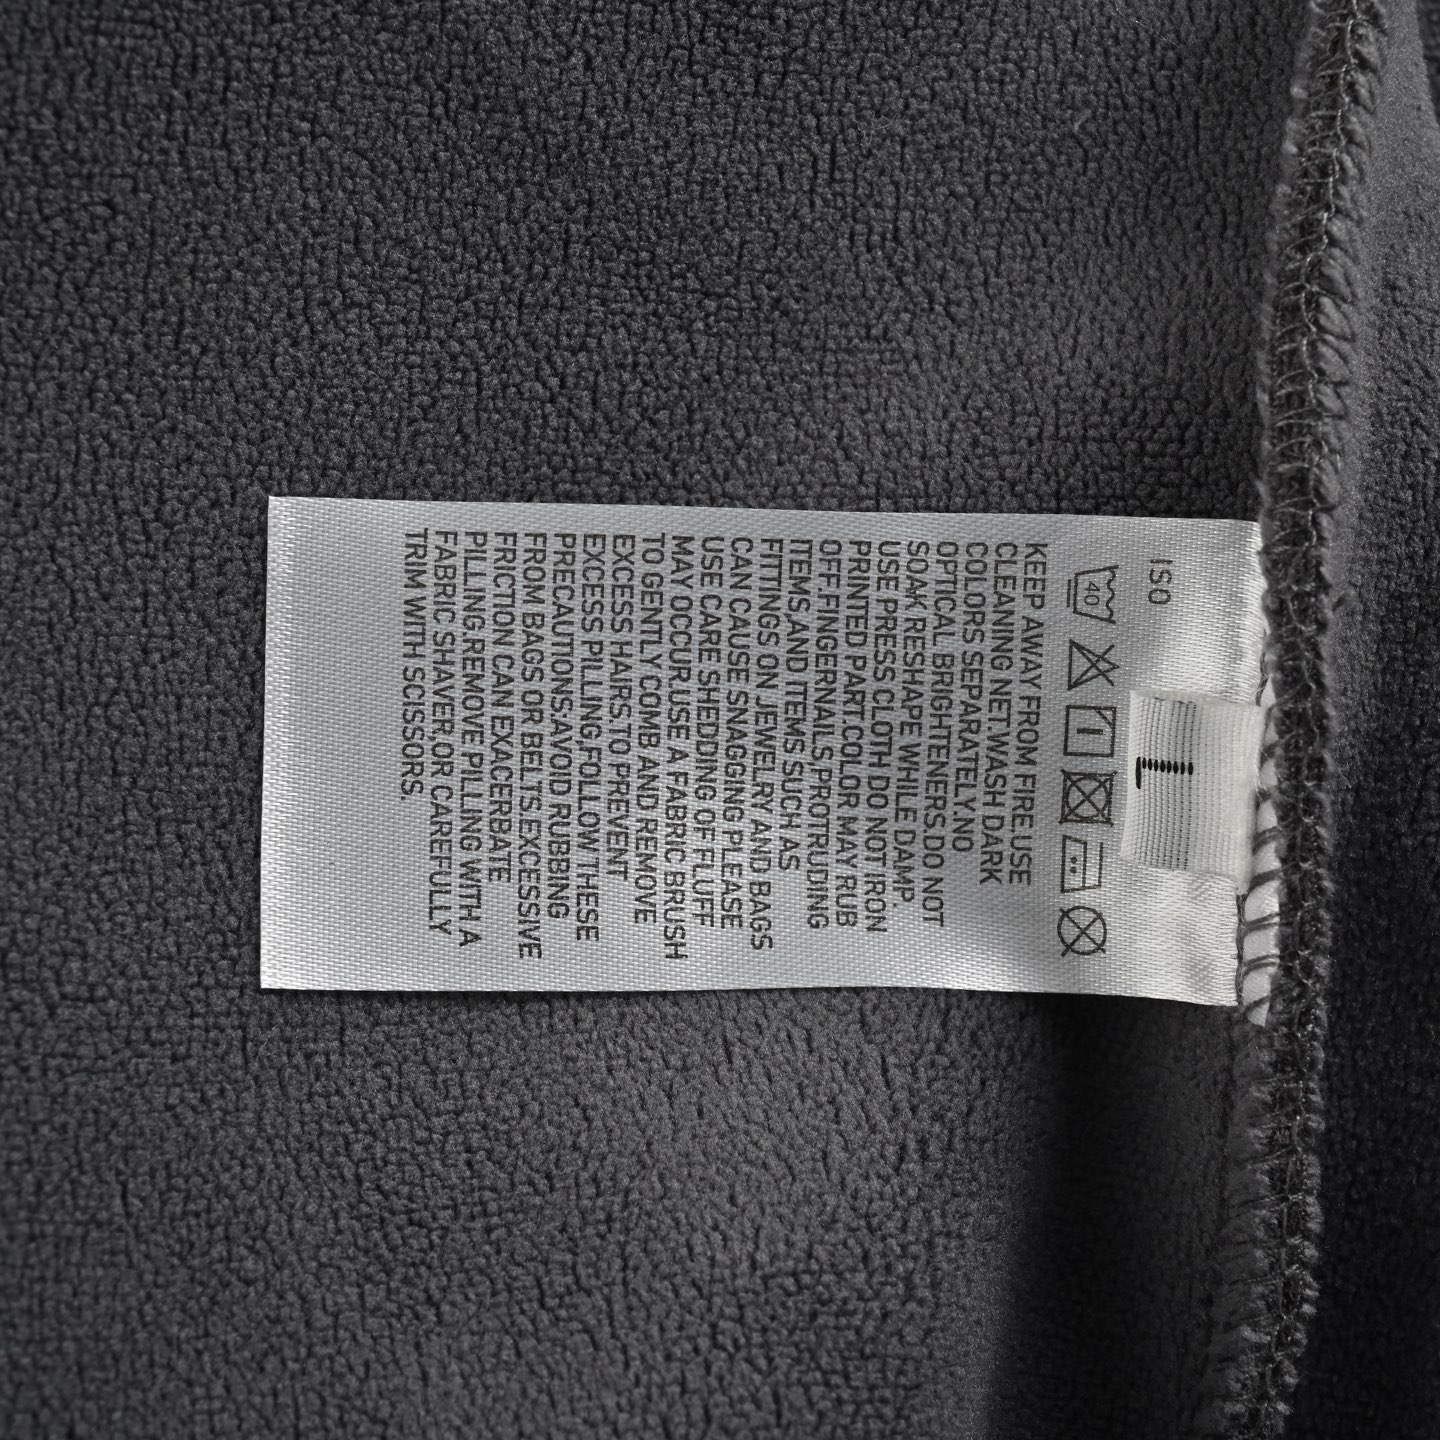 ISO
40
L
KEEP AWAY FROM FIRE.USE
CLEANING NET.WASH DARK
COLORS SEPARATELY.NO
OPTICAL BRIGHTENERS.DO NOT
SOAK RESHAPE WHILE DAMP.
USE PRESS CLOTH DO NOT IRON
PRINTED PART.COLOR MAY RUB
OFF.FINGERNAILS,PROTRUDING
ITEMS,AND ITEMS SUCH AS
FITTINGS ON JEWELRY AND BAGS
CAN CAUSE SNAGGING PLEASE
USE CARE.SHEDDING OF FLUFF
MAY OCCUR.USE A FABRIC BRUSH
TO GENTLY COMB AND REMOVE
EXCESS HAIRS.TO PREVENT
EXCESS PILLING,FOLLOW THESE
PRECAUTIONS.AVOID RUBBING
FROM BAGS OR BELTS.EXCESSIVE
FRICTION CAN EXACERBATE
PILLING.REMOVE PILLING WITH A
FABRIC SHAVER,OR CAREFULLY
TRIM WITH SCISSORS.